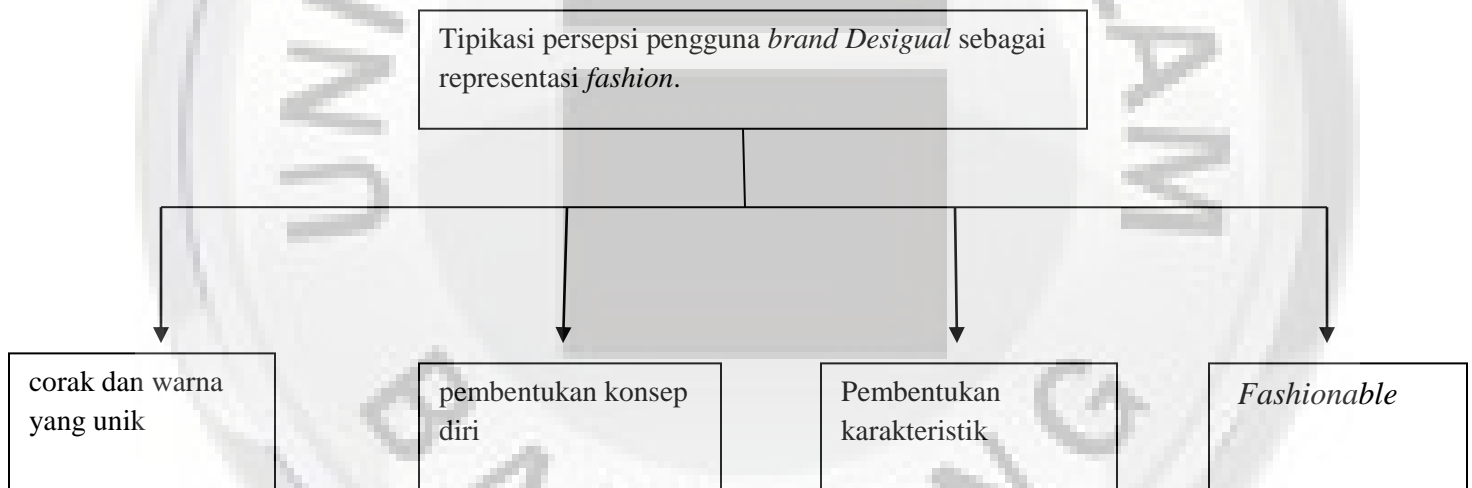 Tipikasi persepsi pengguna brand Desigual sebagai
representasi fashion.
corak dan warna
yang unik
pembentukan konsep
diri
Pembentukan
karakteristik
Fashionable